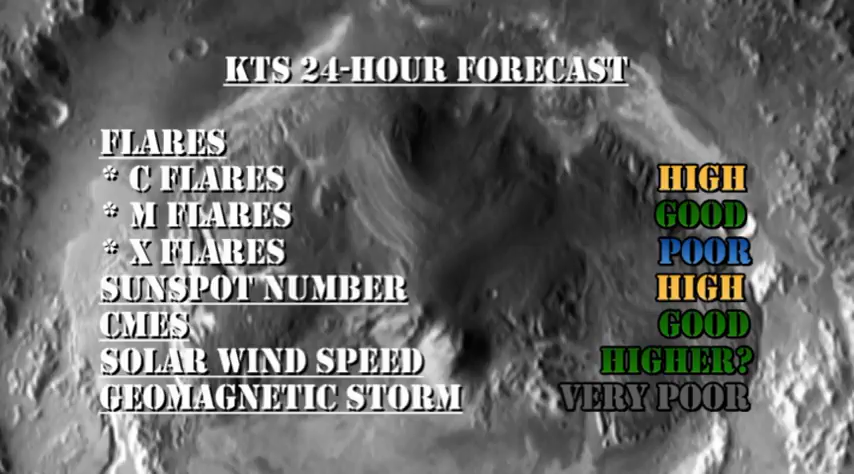 KTS 24-HOUR FORECAST
FLARES
* C FLARES HIGH
* M FLARES GOOD
* X FLARES POOR
SUNSPOT NUMBER HIGH
CMES GOOD
SOLAR WIND SPEED HIGHER?
GEOMAGNETIC STORM VERY POOR